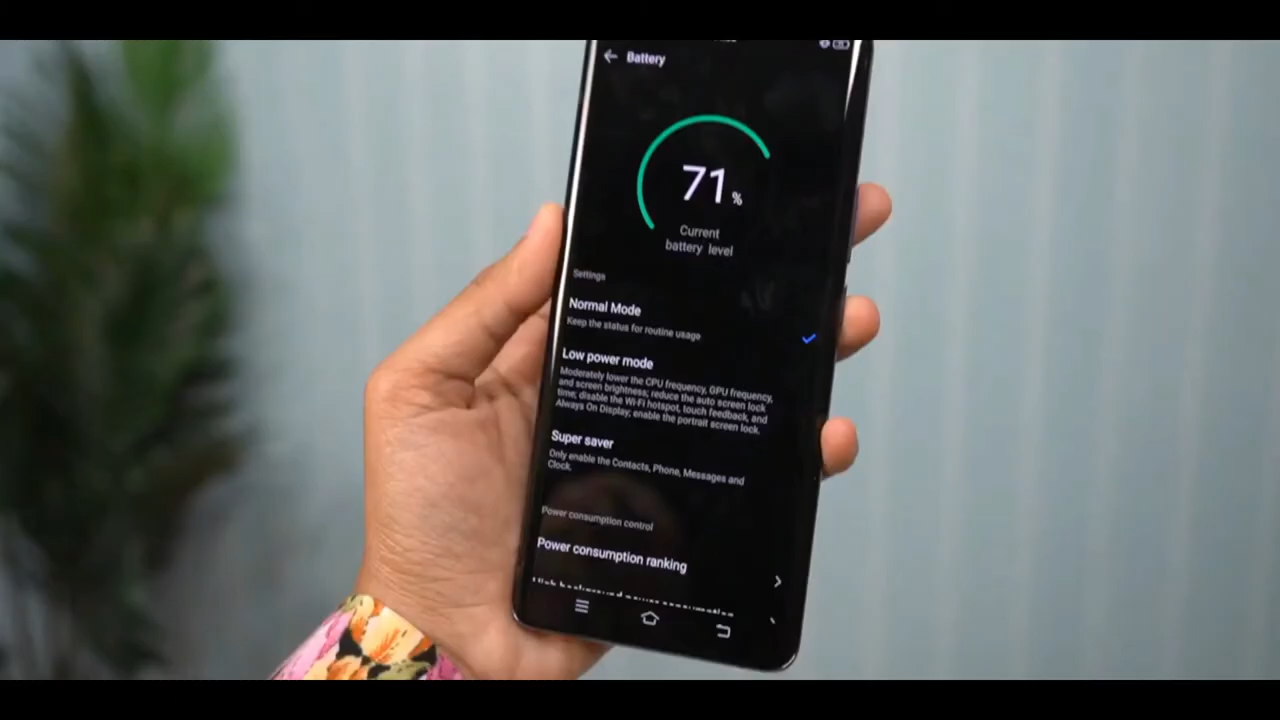 Battery
71 %
Current
battery level
Settings
Normal Mode
Keep the status for routine usage
Low power mode
Moderately lower the CPU frequency, GPU frequency,
and screen brightness; reduce the auto screen lock
time; disable the Wi-Fi hotspot, touch feedback, and
Always On Display; enable the portrait screen lock.
Super saver
Only enable the Contacts, Phone, Messages and
Clock.
Power consumption control
Power consumption ranking